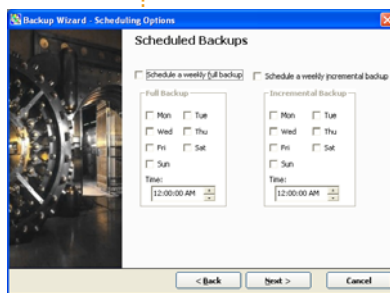 Backup Wizard - Scheduling Options
Scheduled Backups
Schedule a weekly full backup
Schedule a weekly incremental backup
Full Backup
Mon Tue
Wed Thu
Fri Sat
Sun
Time:
12:00:00 AM
Incremental Backup
Mon Tue
Wed Thu
Fri Sat
Sun
Time:
12:00:00 AM
< Back
Next >
Cancel